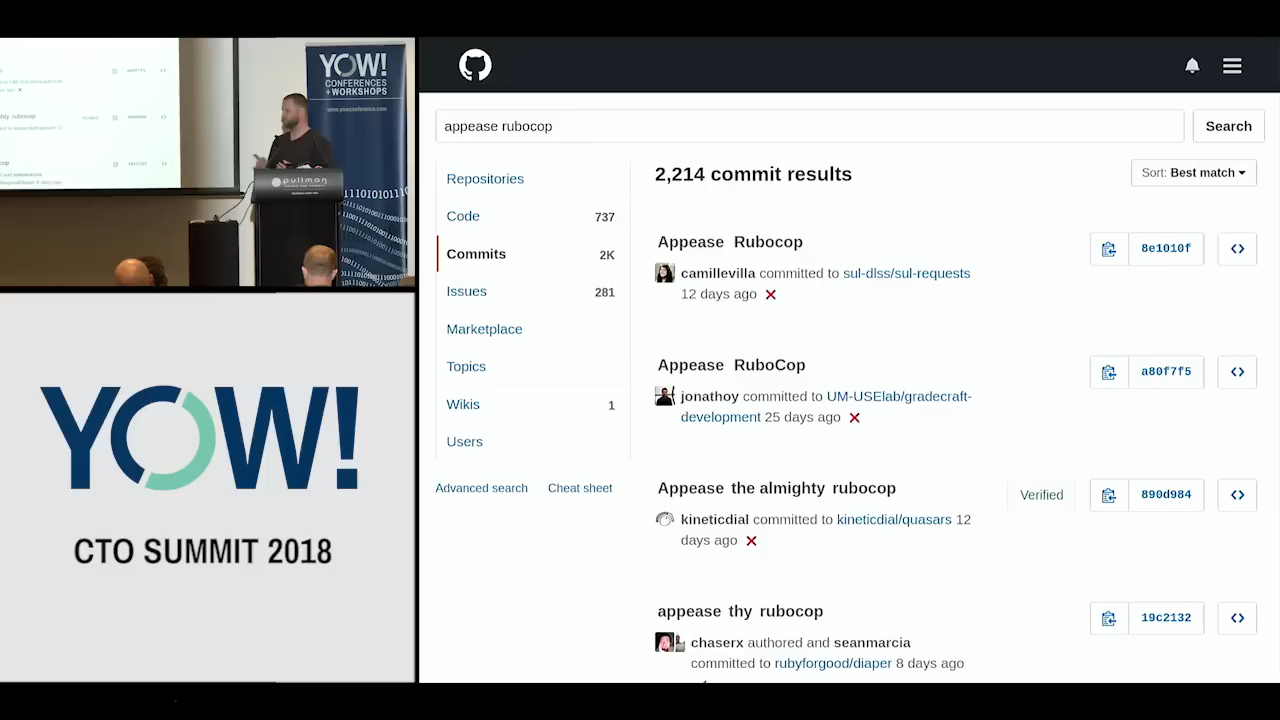 YOW!
CONFERENCES
+WORKSHOPS
www.yowconference.com
pullman
YOW!
CTO SUMMIT 2018
appease rubocop
Search
Repositories
Code 737
Commits 2K
Issues 281
Marketplace
Topics
Wikis 1
Users
Advanced search Cheat sheet
2,214 commit results
Sort: Best match
Appease Rubocop
8e1010f
camillevilla committed to sul-dlss/sul-requests
12 days ago
Appease RuboCop
a80f7f5
jonathoy committed to UM-USElab/gradecraft-
development 25 days ago
Appease the almighty rubocop
Verified
890d984
kineticdial committed to kineticdial/quasars 12
days ago
appease thy rubocop
19c2132
chaserx authored and seanmarcia
committed to rubyforgood/diaper 8 days ago